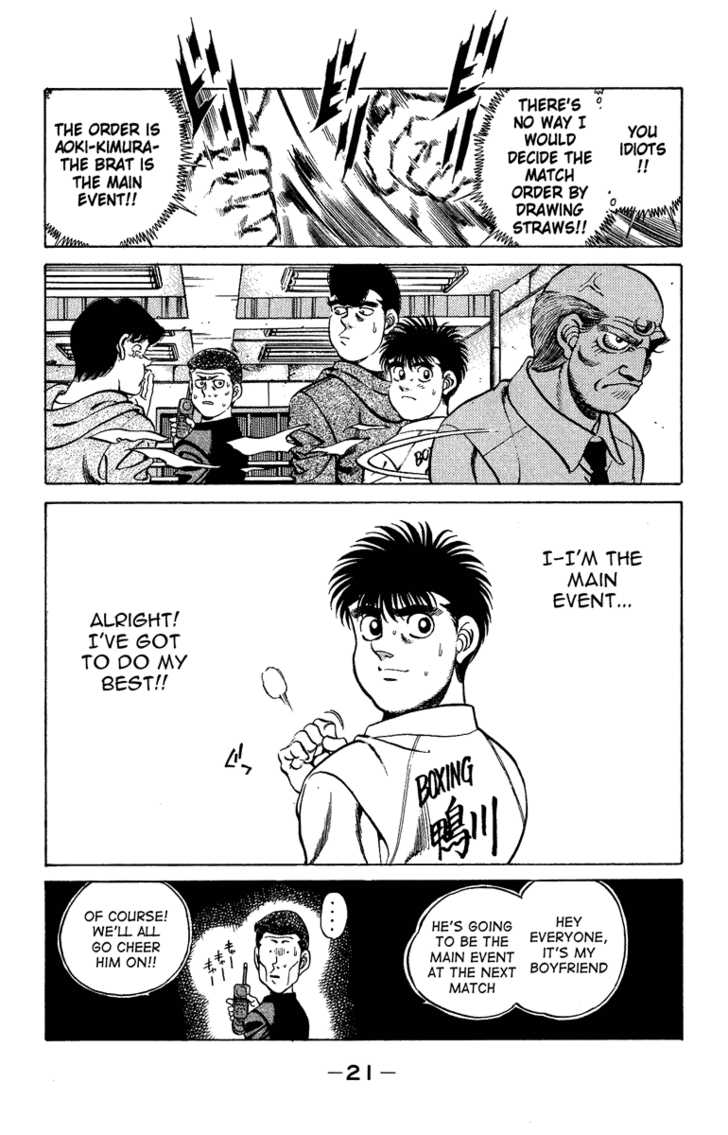 YOU
IDIOTS
!!
THERE'S
NO WAY I
WOULD
DECIDE THE
MATCH
ORDER BY
DRAWING
STRAWS!!
THE ORDER IS
AOKI-KIMURA-
THE BRAT IS
THE MAIN
EVENT!!
BO
I-I'M THE
MAIN
EVENT...
ALRIGHT!
I'VE GOT
TO DO MY
BEST!!
BOXING
鴨川
HEY
EVERYONE,
IT'S MY
BOYFRIEND
HE'S GOING
TO BE THE
MAIN EVENT
AT THE NEXT
MATCH
...
OF COURSE!
WE'LL ALL
GO CHEER
HIM ON!!
-21-